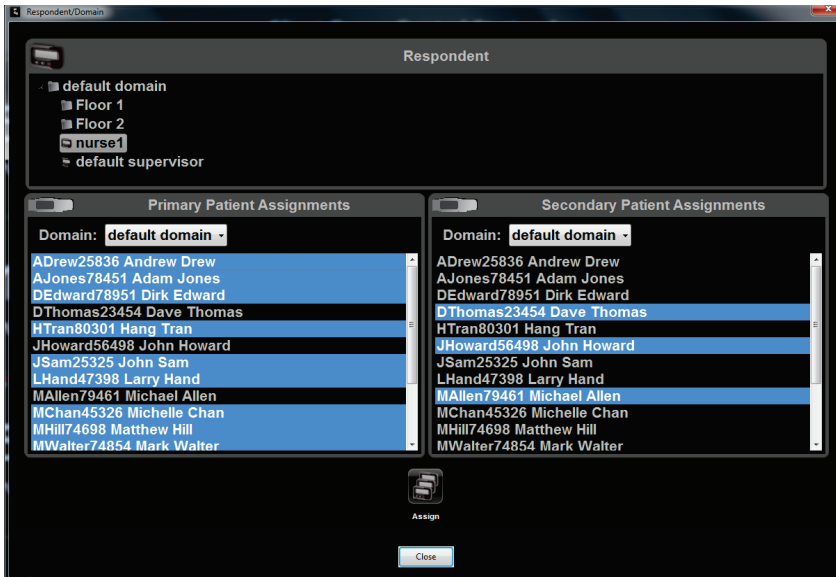 Respondent/Domain
Respondent
default domain
Floor 1
Floor 2
nurse1
default supervisor
Primary Patient Assignments
Domain: default domain
ADrew25836 Andrew Drew
AJones78451 Adam Jones
DEdward78951 Dirk Edward
DThomas23454 Dave Thomas
HTran80301 Hang Tran
JHoward56498 John Howard
JSam25325 John Sam
LHand47398 Larry Hand
MAllen79461 Michael Allen
MChan45326 Michelle Chan
MHill74698 Matthew Hill
MWalter74854 Mark Walter
Secondary Patient Assignments
Domain: default domain
ADrew25836 Andrew Drew
AJones78451 Adam Jones
DEdward78951 Dirk Edward
DThomas23454 Dave Thomas
HTran80301 Hang Tran
JHoward56498 John Howard
JSam25325 John Sam
LHand47398 Larry Hand
MAllen79461 Michael Allen
MChan45326 Michelle Chan
MHill74698 Matthew Hill
MWalter74854 Mark Walter
Assign
Close